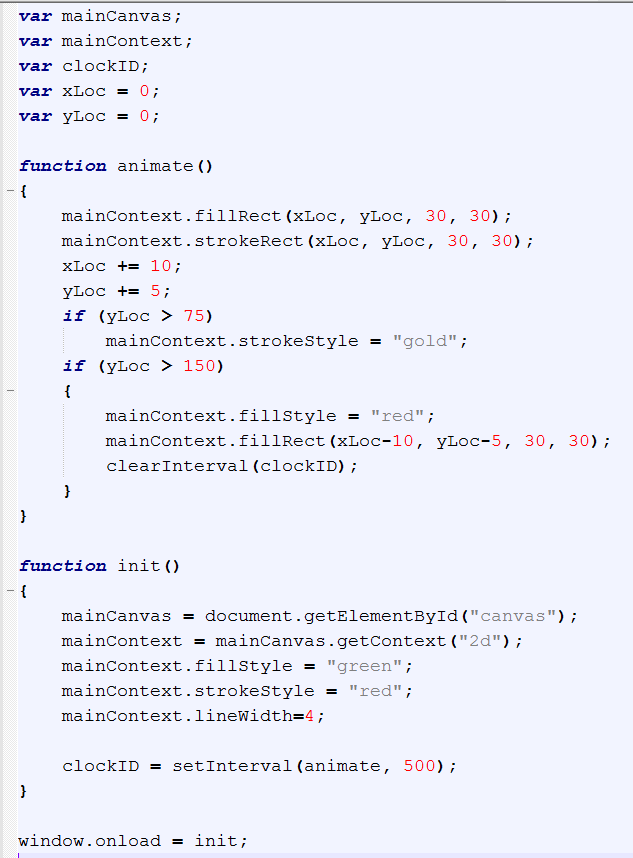 var mainCanvas;
var mainContext;
var clockID;
var xLoc = 0;
var yLoc = 0;

function animate()
{
    mainContext.fillRect(xLoc, yLoc, 30, 30);
    mainContext.strokeRect(xLoc, yLoc, 30, 30);
    xLoc += 10;
    yLoc += 5;
    if (yLoc > 75)
        mainContext.strokeStyle = "gold";
    if (yLoc > 150)
    {
        mainContext.fillStyle = "red";
        mainContext.fillRect(xLoc-10, yLoc-5, 30, 30);
        clearInterval(clockID);
    }
}

function init()
{
    mainCanvas = document.getElementById("canvas");
    mainContext = mainCanvas.getContext("2d");
    mainContext.fillStyle = "green";
    mainContext.strokeStyle = "red";
    mainContext.lineWidth=4;

    clockID = setInterval(animate, 500);
}

window.onload = init;